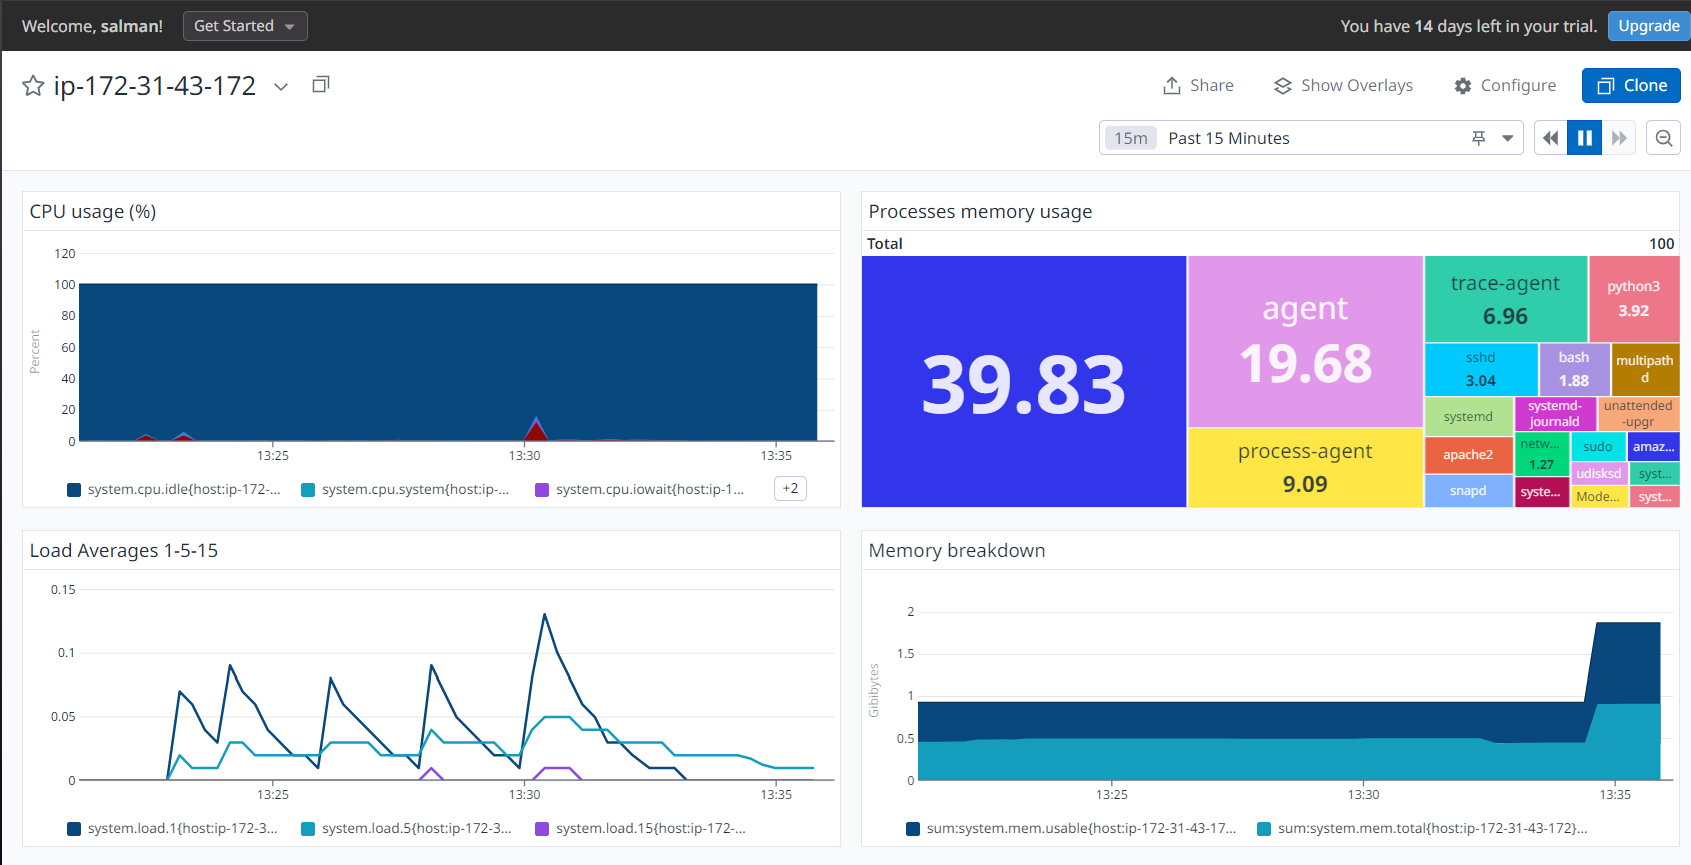 Welcome, salman!
Get Started
You have 14 days left in your trial.
Upgrade
ip-172-31-43-172
Share
Show Overlays
Configure
Clone
15m
Past 15 Minutes
CPU usage (%)
120
100
80
60
40
20
0
Percent
13:25
13:30
13:35
system.cpu.idle{host:ip-172-...
system.cpu.system{host:ip-...
system.cpu.iowait{host:ip-1...
+2
Processes memory usage
Total
100
39.83
agent
19.68
process-agent
9.09
trace-agent
6.96
python3
3.92
sshd
3.04
bash
1.88
multipath
d
systemd
systemd-
journald
unattended
-upgr
apache2
netw...
1.27
sudo
amaz...
snapd
syste...
udisksd
syst...
Mode...
syst...
Load Averages 1-5-15
0.15
0.1
0.05
0
13:25
13:30
13:35
system.load.1{host:ip-172-3...
system.load.5{host:ip-172-3...
system.load.15{host:ip-172-...
Memory breakdown
2
1.5
1
0.5
0
Gibibytes
13:25
13:30
13:35
sum:system.mem.usable{host:ip-172-31-43-17...
sum:system.mem.total{host:ip-172-31-43-172}...